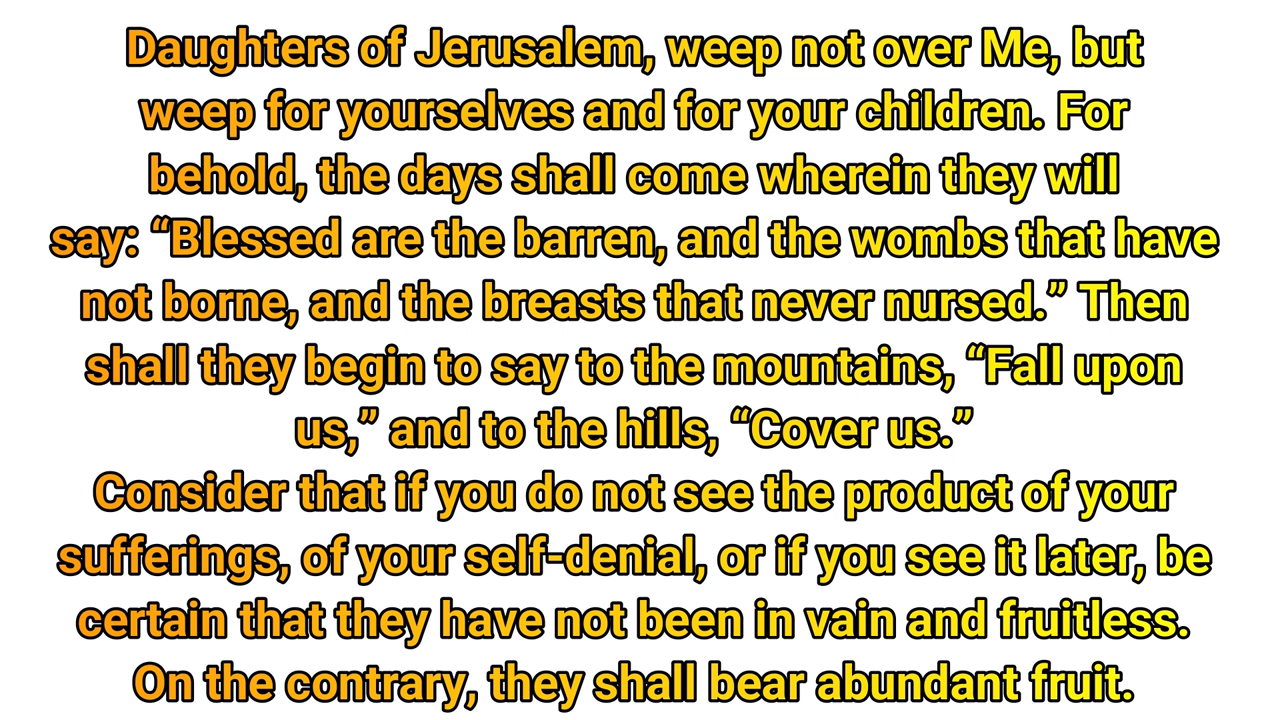 Daughters of Jerusalem, weep not over Me, but
weep for yourselves and for your children. For
behold, the days shall come wherein they will
say: “Blessed are the barren, and the wombs that have
not borne, and the breasts that never nursed.” Then
shall they begin to say to the mountains, “Fall upon
us,” and to the hills, “Cover us.”
Consider that if you do not see the product of your
sufferings, of your self-denial, or if you see it later, be
certain that they have not been in vain and fruitless.
On the contrary, they shall bear abundant fruit.